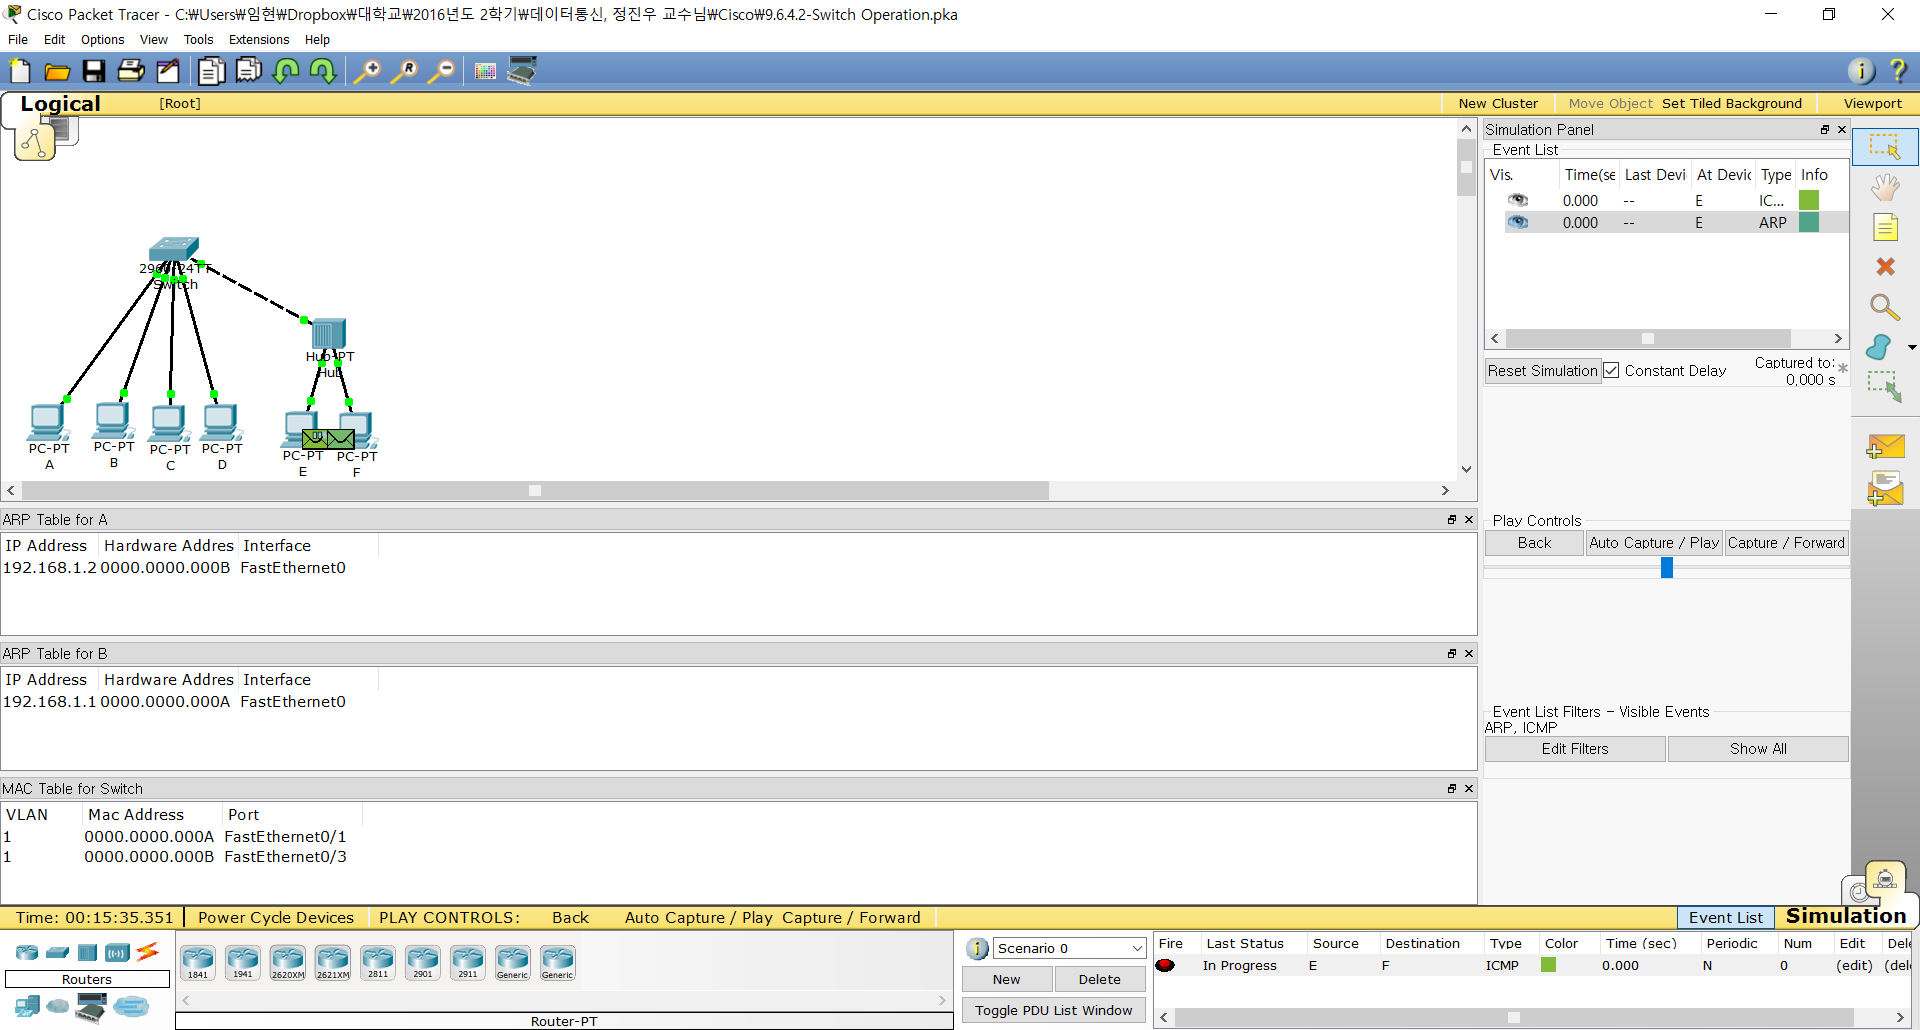 Cisco Packet Tracer - C:₩Users₩임현₩Dropbox₩대학교₩2016년도 2학기₩데이터통신, 정진우 교수님₩Cisco₩9.6.4.2-Switch Operation.pka
File Edit Options View Tools Extensions Help
Logical [Root] New Cluster Move Object Set Tiled Background Viewport
2960-24TT
Switch
Hub-PT
Hub
PC-PT
A
PC-PT
B
PC-PT
C
PC-PT
D
PC-PT
E
PC-PT
F
Simulation Panel
Event List
Vis. Time(se Last Devi At Devic Type Info
0.000 -- E IC...
0.000 -- E ARP
Reset Simulation Constant Delay Captured to:
0.000 s
Play Controls
Back Auto Capture / Play Capture / Forward
Event List Filters - Visible Events
ARP, ICMP
Edit Filters Show All
ARP Table for A
IP Address Hardware Addres Interface
192.168.1.2 0000.0000.000B FastEthernet0
ARP Table for B
IP Address Hardware Addres Interface
192.168.1.1 0000.0000.000A FastEthernet0
MAC Table for Switch
VLAN Mac Address Port
1 0000.0000.000A FastEthernet0/1
1 0000.0000.000B FastEthernet0/3
Time: 00:15:35.351 Power Cycle Devices PLAY CONTROLS: Back Auto Capture / Play Capture / Forward Event List Simulation
Routers
1841 1941 2620XM 2621XM 2811 2901 2911 Generic Generic
Router-PT
Scenario 0
New Delete
Toggle PDU List Window
Fire Last Status Source Destination Type Color Time (sec) Periodic Num Edit Dele
In Progress E F ICMP 0.000 N 0 (edit) (del